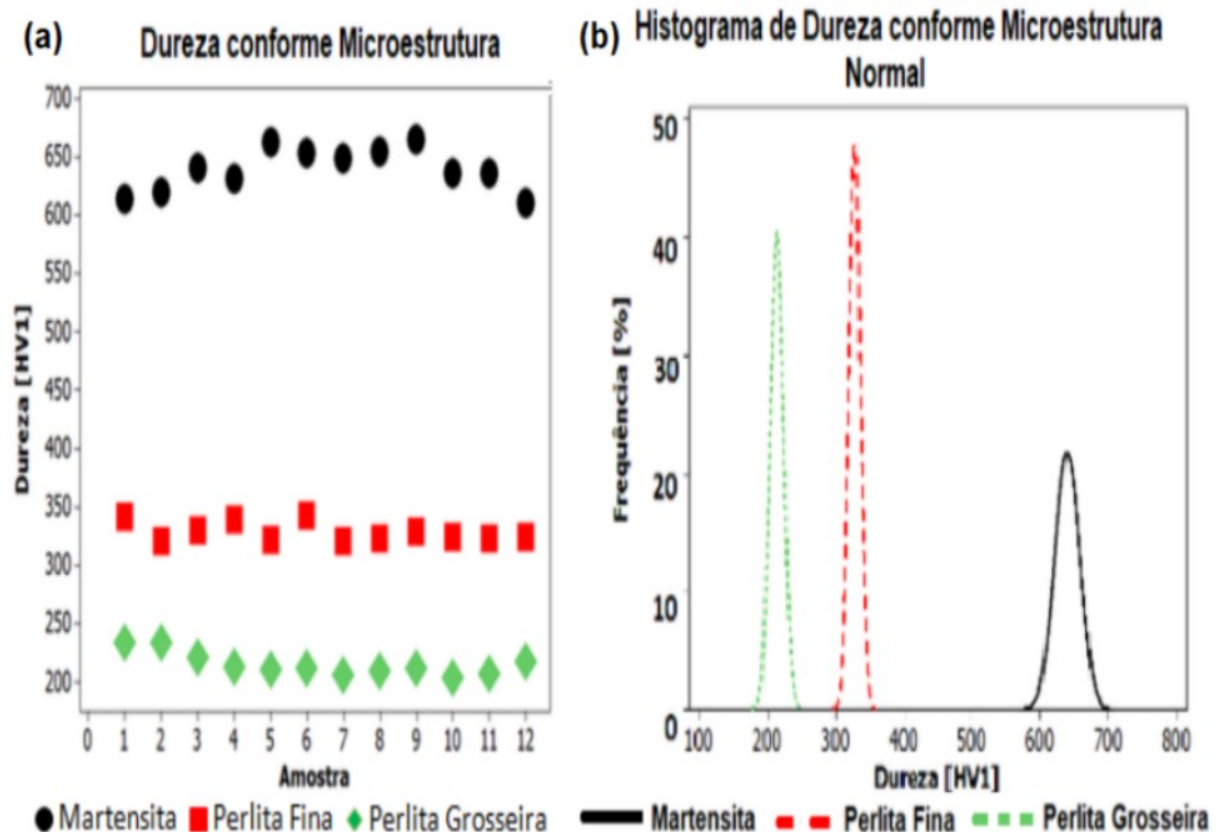 (a)
Dureza conforme Microestrutura
700
650
600
550
500
450
400
350
300
250
200
Dureza [HV1]
0 1 2 3 4 5 6 7 8 9 10 11 12
Amostra
Martensita Perlita Fina Perlita Grosseira
(b)
Histograma de Dureza conforme Microestrutura
Normal
50
40
30
20
10
0
Frequência [%]
100 200 300 400 500 600 700 800
Dureza [HV1]
Martensita Perlita Fina Perlita Grosseira